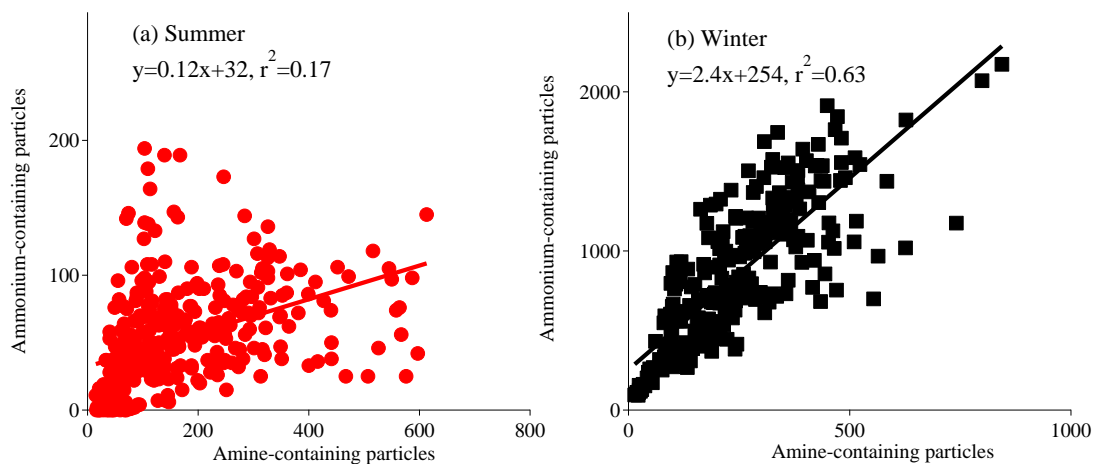 (a) Summer
y=0.12x+32, r²=0.17
Ammonium-containing particles
200
100
0
0 200 400 600 800
Amine-containing particles
(b) Winter
y=2.4x+254, r²=0.63
Ammonium-containing particles
2000
1000
0
0 500 1000
Amine-containing particles